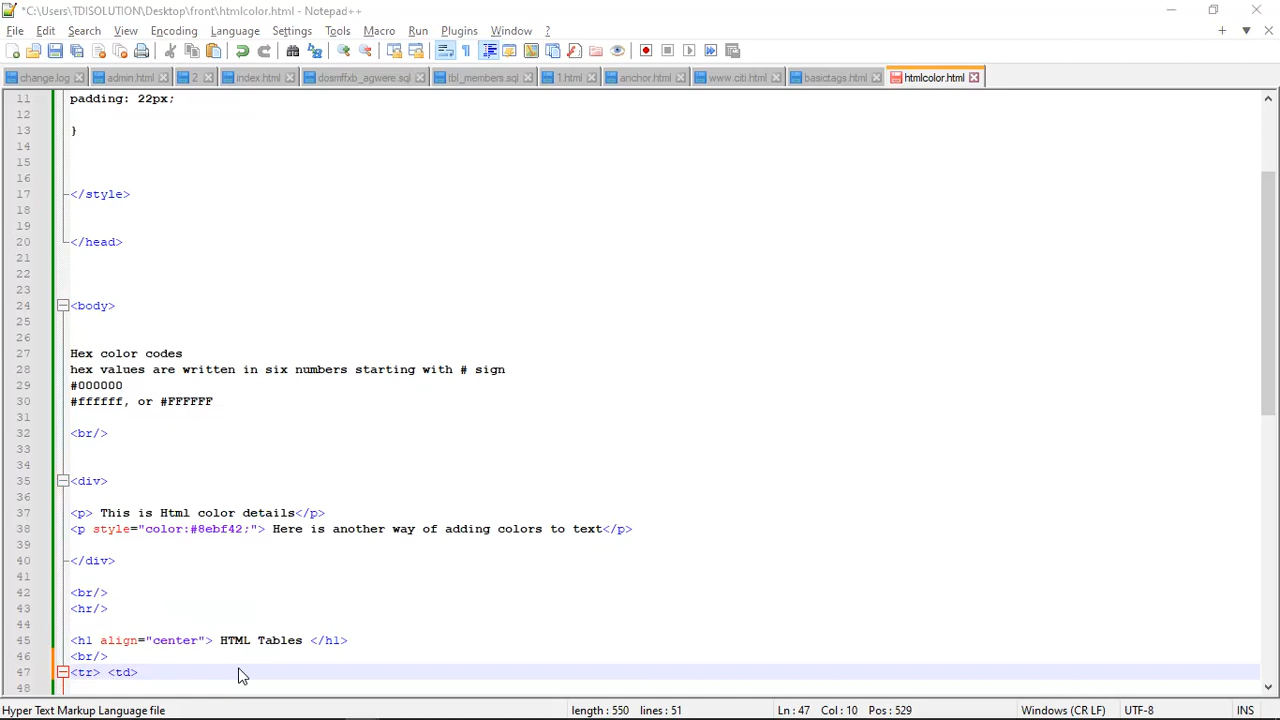 *C:\Users\TDISOLUTION\Desktop\front\htmlcolor.html - Notepad++
File Edit Search View Encoding Language Settings Tools Macro Run Plugins Window ?
change.log admin.html 2 index.html dosmffxb_agwere.sql tbl_members.sql 1.html anchor.html www.citi.html basictags.html htmlcolor.html
11 padding: 22px;
12
13 }
14
15
16
17 </style>
18
19
20 </head>
21
22
23
24 <body>
25
26
27 Hex color codes
28 hex values are written in six numbers starting with # sign
29 #000000
30 #ffffff, or #FFFFFF
31
32 <br/>
33
34
35 <div>
36
37 <p> This is Html color details</p>
38 <p style="color:#8ebf42;"> Here is another way of adding colors to text</p>
39
40 </div>
41
42 <br/>
43 <hr/>
44
45 <h1 align="center"> HTML Tables </h1>
46 <br/>
47 <tr> <td>
48
Hyper Text Markup Language file length : 550 lines : 51 Ln : 47 Col : 10 Pos : 529 Windows (CR LF) UTF-8 INS